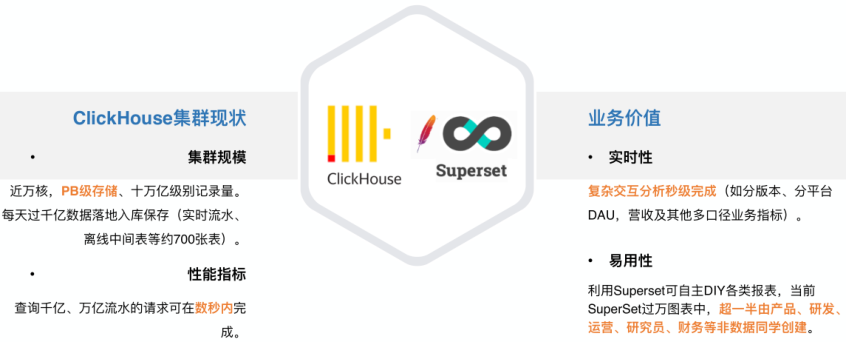 ClickHouse集群现状
• 集群规模
近万核，PB级存储、十万亿级别记录量。
每天过千亿数据落地入库保存（实时流水、
离线中间表等约700张表）。
• 性能指标
查询千亿、万亿流水的请求可在数秒内完
成。
ClickHouse
Superset
业务价值
• 实时性
复杂交互分析秒级完成（如分版本、分平台
DAU，营收及其他多口径业务指标）。
• 易用性
利用Superset可自主DIY各类报表，当前
SuperSet过万图表中，超一半由产品、研发、
运营、研究员、财务等非数据同学创建。